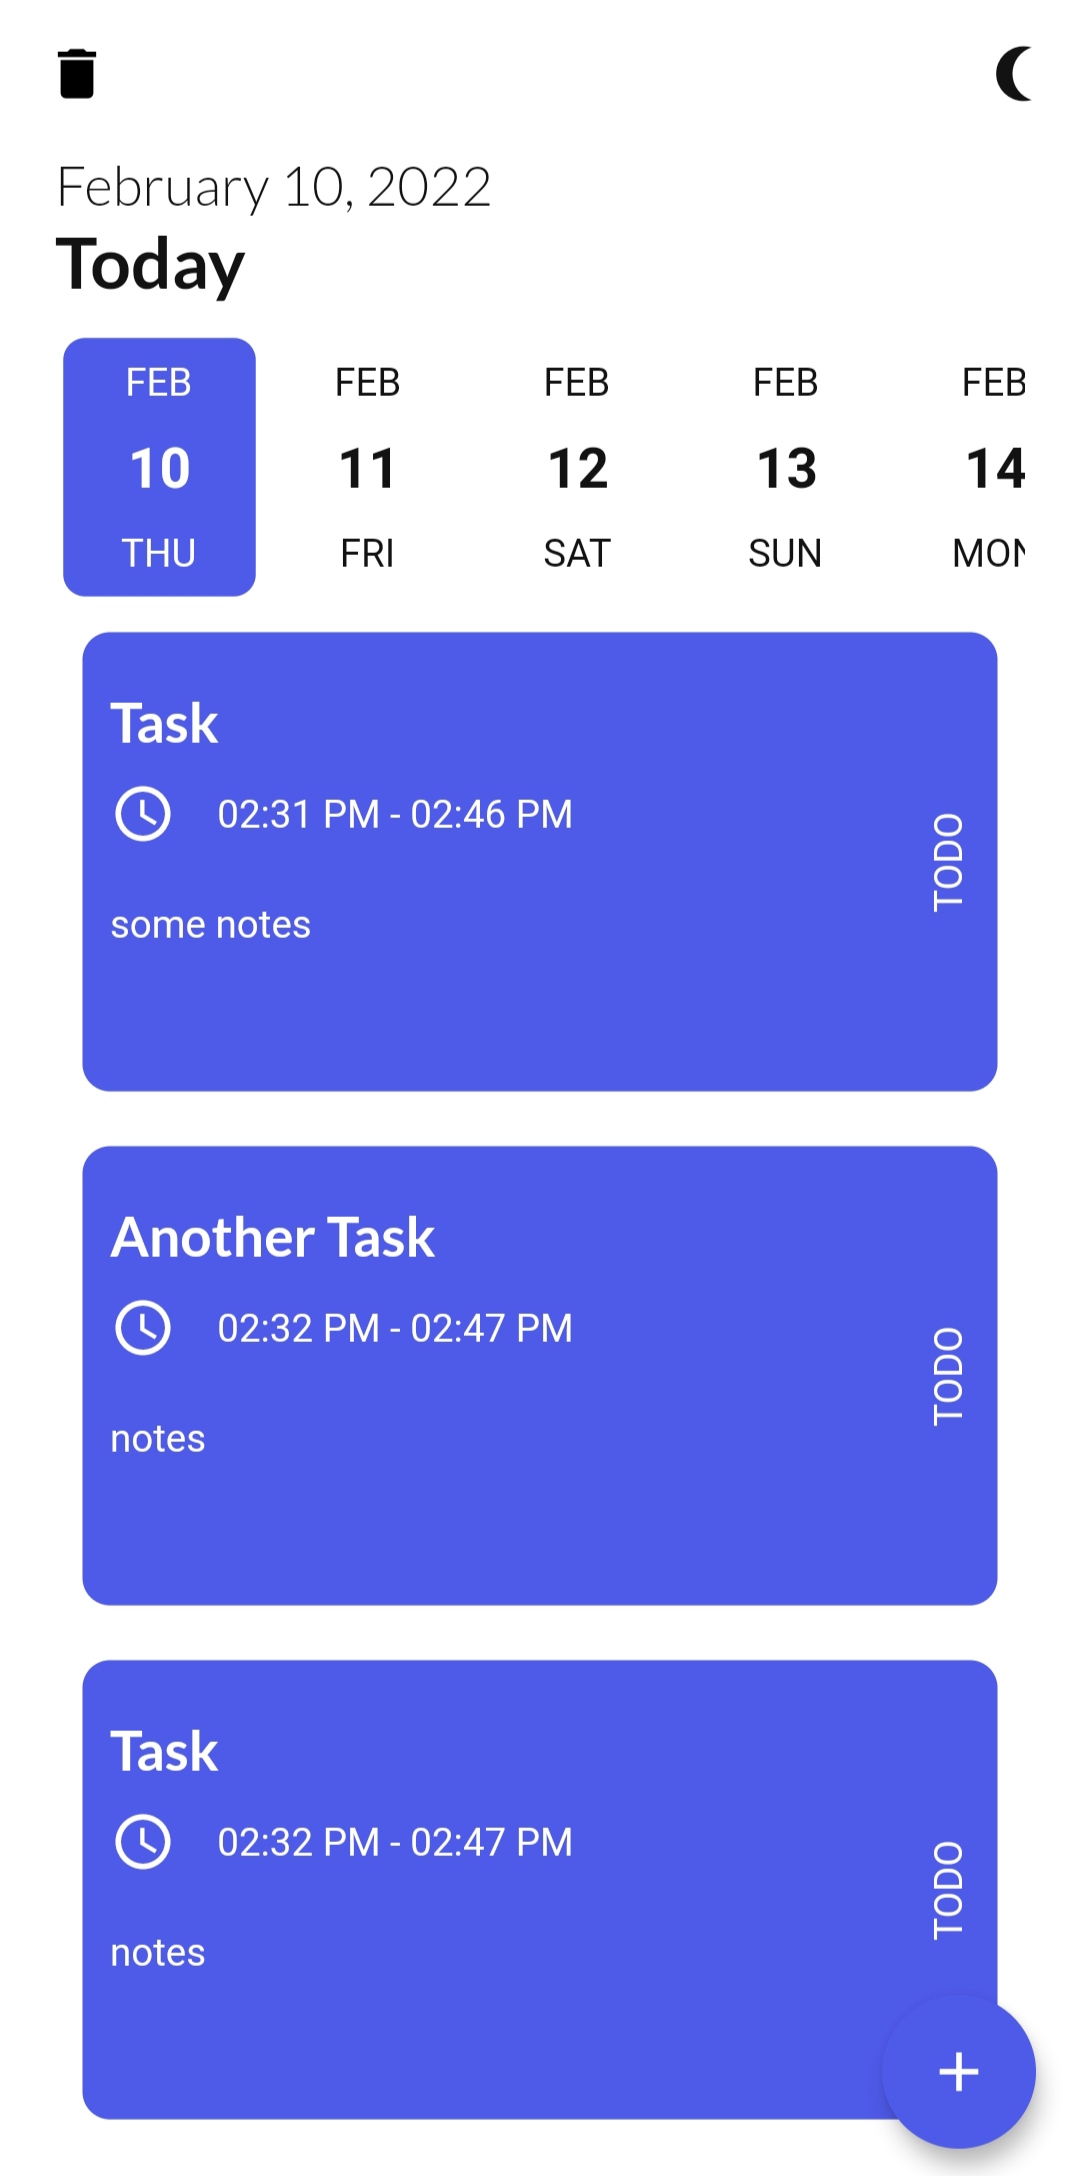 February 10, 2022
Today
FEB FEB FEB FEB FEB
10 11 12 13 14
THU FRI SAT SUN MON
Task
02:31 PM - 02:46 PM
TODO
some notes
Another Task
02:32 PM - 02:47 PM
TODO
notes
Task
02:32 PM - 02:47 PM
TODO
notes
+